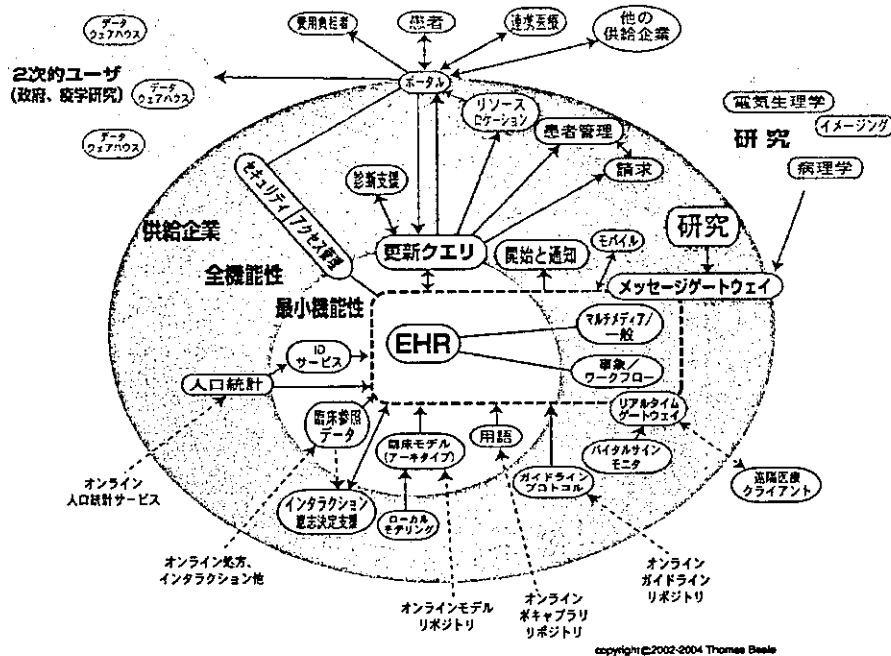 データ
ウェアハウス
費用負担者
患者
連携医療
他の
供給企業
2次的ユーザ
(政府、疫学研究)
データ
ウェアハウス
データ
ウェアハウス
ポータル
リソース
ロケーション
患者管理
請求
電気生理学
イメージング
研究
病理学
診断支援
セキュリティ/アクセス管理
供給企業
全機能性
最小機能性
更新クエリ
開始と通知
モバイル
研究
メッセージゲートウェイ
EHR
マルチメディア/
一般
事象/
ワークフロー
ID
サービス
人口統計
臨床参照
データ
臨床モデル
(アーキタイプ)
用語
リアルタイム
ゲートウェイ
バイタルサイン
モニタ
ガイドライン
プロトコル
遠隔医療
クライアント
インタラクション
意志決定支援
ローカル
モデリング
オンライン
人口統計サービス
オンライン処方、
インタラクション他
オンラインモデル
リポジトリ
オンライン
ボキャブラリ
リポジトリ
オンライン
ガイドライン
リポジトリ
copyright©2002-2004 Thomas Beale